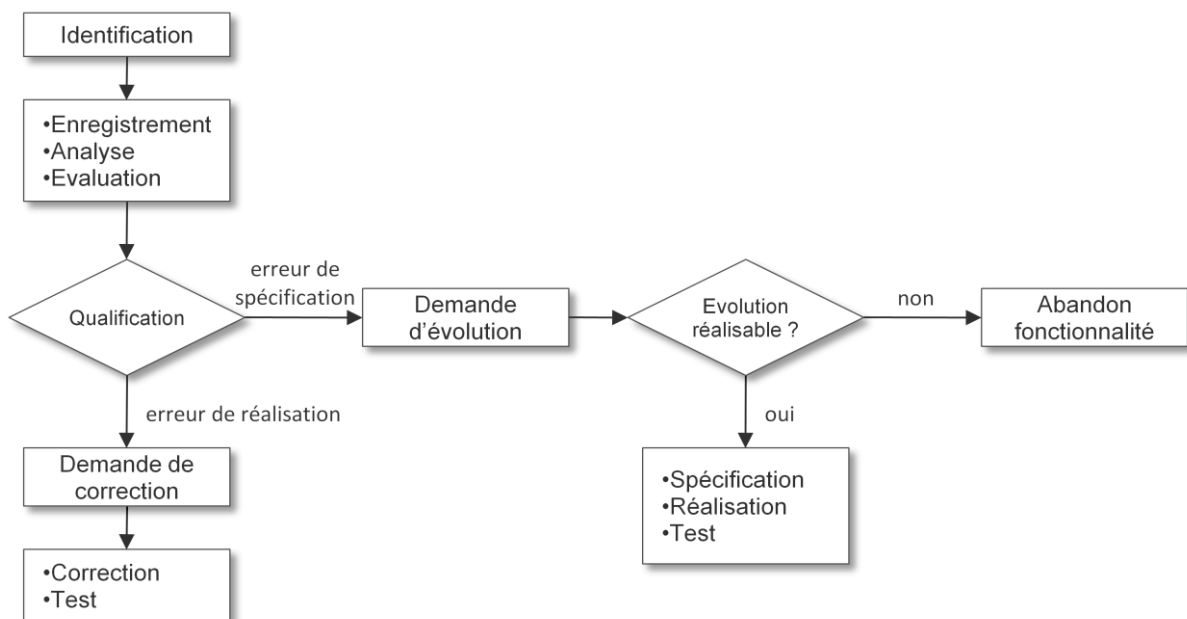 Identification
•Enregistrement
•Analyse
•Evaluation
Qualification
erreur de
spécification
Demande
d’évolution
Evolution
réalisable ?
non
Abandon
fonctionnalité
oui
•Spécification
•Réalisation
•Test
erreur de réalisation
Demande de
correction
•Correction
•Test